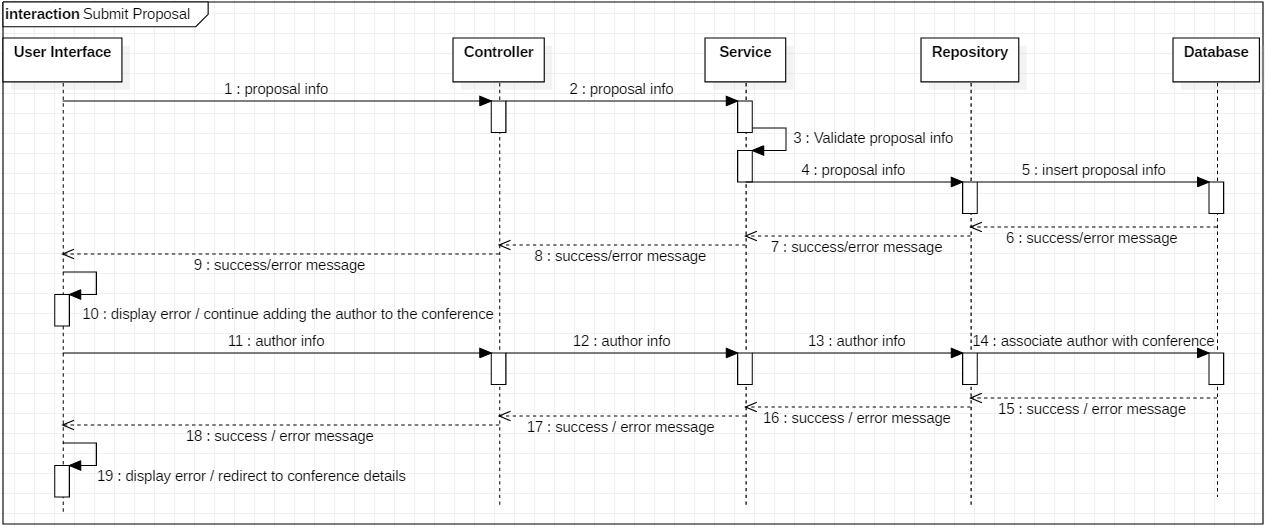 interaction Submit Proposal
User Interface
Controller
Service
Repository
Database
1 : proposal info
2 : proposal info
3 : Validate proposal info
4 : proposal info
5 : insert proposal info
6 : success/error message
7 : success/error message
8 : success/error message
9 : success/error message
10 : display error / continue adding the author to the conference
11 : author info
12 : author info
13 : author info
14 : associate author with conference
15 : success / error message
16 : success / error message
17 : success / error message
18 : success / error message
19 : display error / redirect to conference details